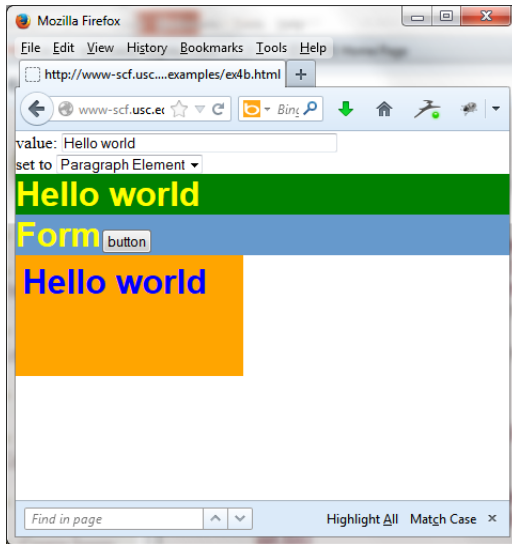 Mozilla Firefox
File Edit View History Bookmarks Tools Help
http://www-scf.usc....examples/ex4b.html +
www-scf.usc.ec Bing
value: Hello world
set to Paragraph Element
Hello world
Form button
Hello world
Find in page Highlight All Match Case ×